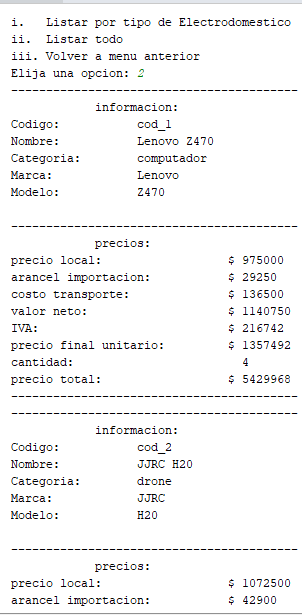 i.   Listar por tipo de Electrodomestico
ii.  Listar todo
iii. Volver a menu anterior
Elija una opcion: 2
-----------------------------------------
            informacion:
Codigo:           cod_1
Nombre:           Lenovo Z470
Categoria:        computador
Marca:            Lenovo
Modelo:           Z470

-----------------------------------------
            precios:
precio local:                  $ 975000
arancel importacion:           $ 29250
costo transporte:              $ 136500
valor neto:                    $ 1140750
IVA:                           $ 216742
precio final unitario:         $ 1357492
cantidad:                        4
precio total:                  $ 5429968
-----------------------------------------
-----------------------------------------
            informacion:
Codigo:           cod_2
Nombre:           JJRC H20
Categoria:        drone
Marca:            JJRC
Modelo:           H20

-----------------------------------------
            precios:
precio local:                  $ 1072500
arancel importacion:           $ 42900